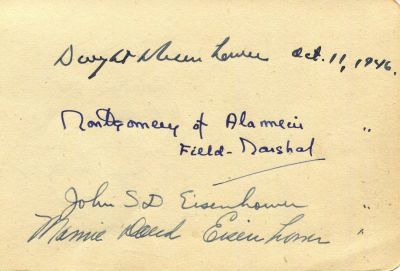 Dwight D Eisenhower Oct. 11, 1946.
Montgomery of Alamein "
Field-Marshal
John S D Eisenhower "
Mamie Doud Eisenhower "